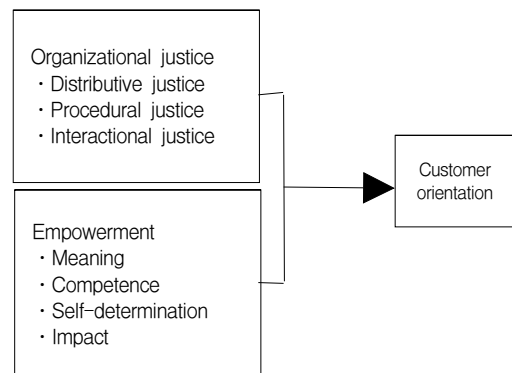 Organizational justice
· Distributive justice
· Procedural justice
· Interactional justice
Empowerment
· Meaning
· Competence
· Self-determination
· Impact
Customer
orientation